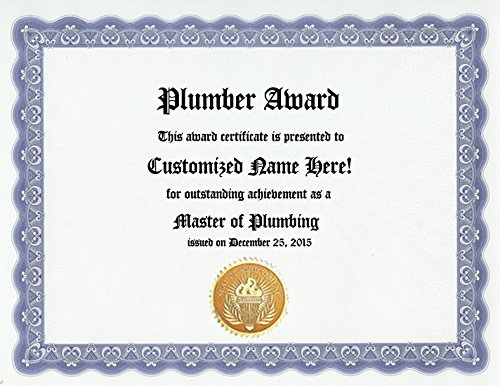 Plumber Award
This award certificate is presented to
Customized Name Here!
for outstanding achievement as a
Master of Plumbing
issued on December 25, 2015